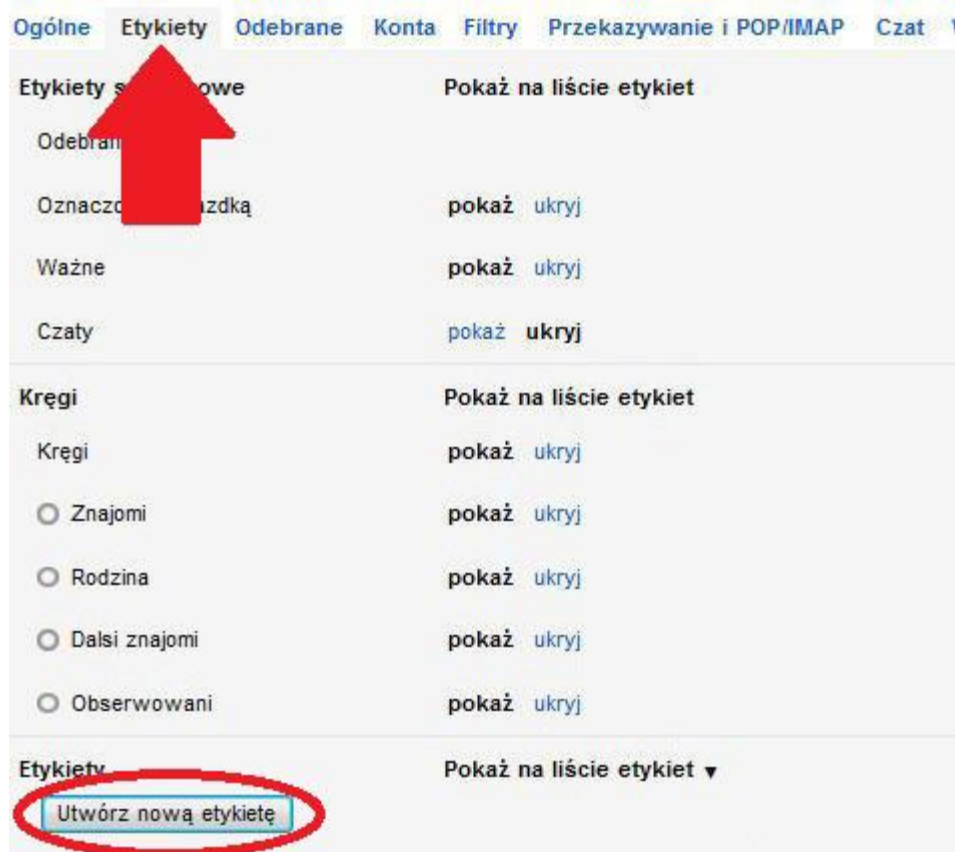 Ogólne Etykiety Odebrane Konta Filtry Przekazywanie i POP/IMAP Czat
Etykiety Pokaż na liście etykiet
pokaż ukryj
Ważne pokaż ukryj
Czaty pokaż ukryj
Kręgi Pokaż na liście etykiet
Kręgi pokaż ukryj
Znajomi pokaż ukryj
Rodzina pokaż ukryj
Dalsi znajomi pokaż ukryj
Obserwowani pokaż ukryj
Etykiety Pokaż na liście etykiet ▼
Utwórz nową etykietę